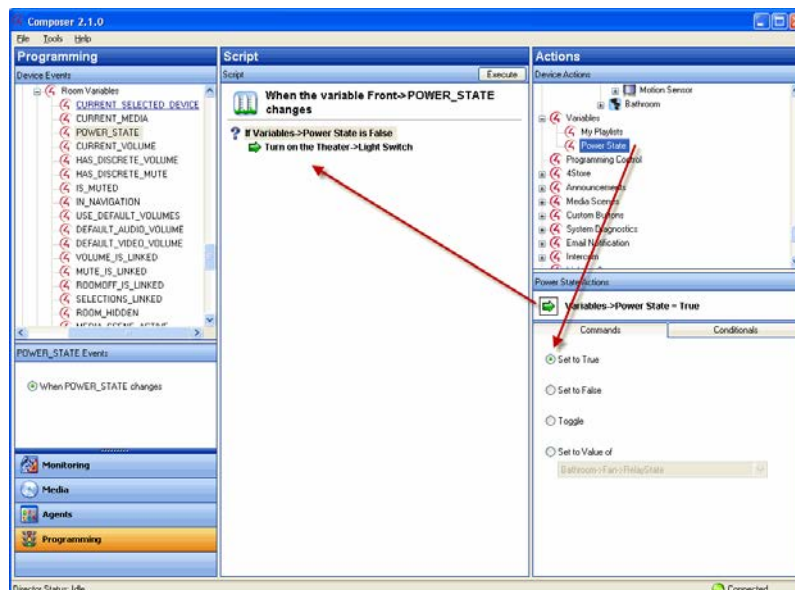 Composer 2.1.0
File Tools Help
Programming
Device Events
Room Variables
CURRENT_SELECTED_DEVICE
CURRENT_MEDIA
POWER_STATE
CURRENT_VOLUME
HAS_DISCRETE_VOLUME
HAS_DISCRETE_MUTE
IS_MUTED
IN_NAVIGATION
USE_DEFAULT_VOLUMES
DEFAULT_AUDIO_VOLUME
DEFAULT_VIDEO_VOLUME
VOLUME_IS_LINKED
MUTE_IS_LINKED
ROOMOFF_IS_LINKED
SELECTIONS_LINKED
ROOM_HIDDEN
MEDIA_SCENE_ACTIVE
POWER_STATE Events
When POWER_STATE changes
Monitoring
Media
Agents
Programming
Script
Script Execute
When the variable Front->POWER_STATE
changes
? If Variables->Power State is False
Turn on the Theater->Light Switch
Actions
Device Actions
Motion Sensor
Bathroom
Variables
My Playlists
Power State
Programming Control
4Store
Announcements
Media Scenes
Custom Buttons
System Diagnostics
Email Notification
Intercom
Power State Actions
Variables->Power State = True
Commands Conditionals
Set to True
Set to False
Toggle
Set to Value of
Bathroom->Fan->RelayState
Director Status: Idle
Connected